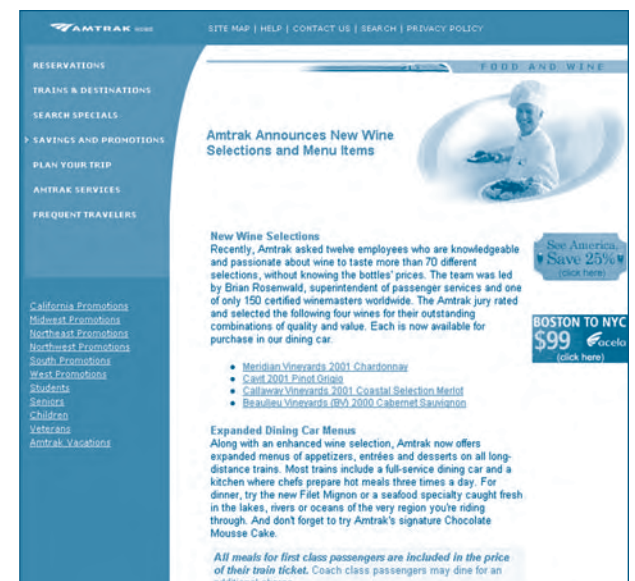 AMTRAK HOME
SITE MAP | HELP | CONTACT US | SEARCH | PRIVACY POLICY
RESERVATIONS
TRAINS & DESTINATIONS
SEARCH SPECIALS
SAVINGS AND PROMOTIONS
PLAN YOUR TRIP
AMTRAK SERVICES
FREQUENT TRAVELERS
California Promotions
Midwest Promotions
Northeast Promotions
Northwest Promotions
South Promotions
West Promotions
Students
Seniors
Children
Veterans
Amtrak Vacations
FOOD AND WINE
Amtrak Announces New Wine
Selections and Menu Items
New Wine Selections
Recently, Amtrak asked twelve employees who are knowledgeable
and passionate about wine to taste more than 70 different
selections, without knowing the bottles' prices. The team was led
by Brian Rosenwald, superintendent of passenger services and one
of only 150 certified winemasters worldwide. The Amtrak jury rated
and selected the following four wines for their outstanding
combinations of quality and value. Each is now available for
purchase in our dining car.
• Meridian Vineyards 2001 Chardonnay
• Cavit 2001 Pinot Grigio
• Callaway Vineyards 2001 Coastal Selection Merlot
• Beaulieu Vineyards (BV) 2000 Cabernet Sauvignon
Expanded Dining Car Menus
Along with an enhanced wine selection, Amtrak now offers
expanded menus of appetizers, entrées and desserts on all long-
distance trains. Most trains include a full-service dining car and a
kitchen where chefs prepare hot meals three times a day. For
dinner, try the new Filet Mignon or a seafood specialty caught fresh
in the lakes, rivers or oceans of the very region you're riding
through. And don't forget to try Amtrak's signature Chocolate
Mousse Cake.
All meals for first class passengers are included in the price
of their train ticket. Coach class passengers may dine for an
See America,
Save 25%
(click here)
BOSTON TO NYC
$99 acela
(click here)